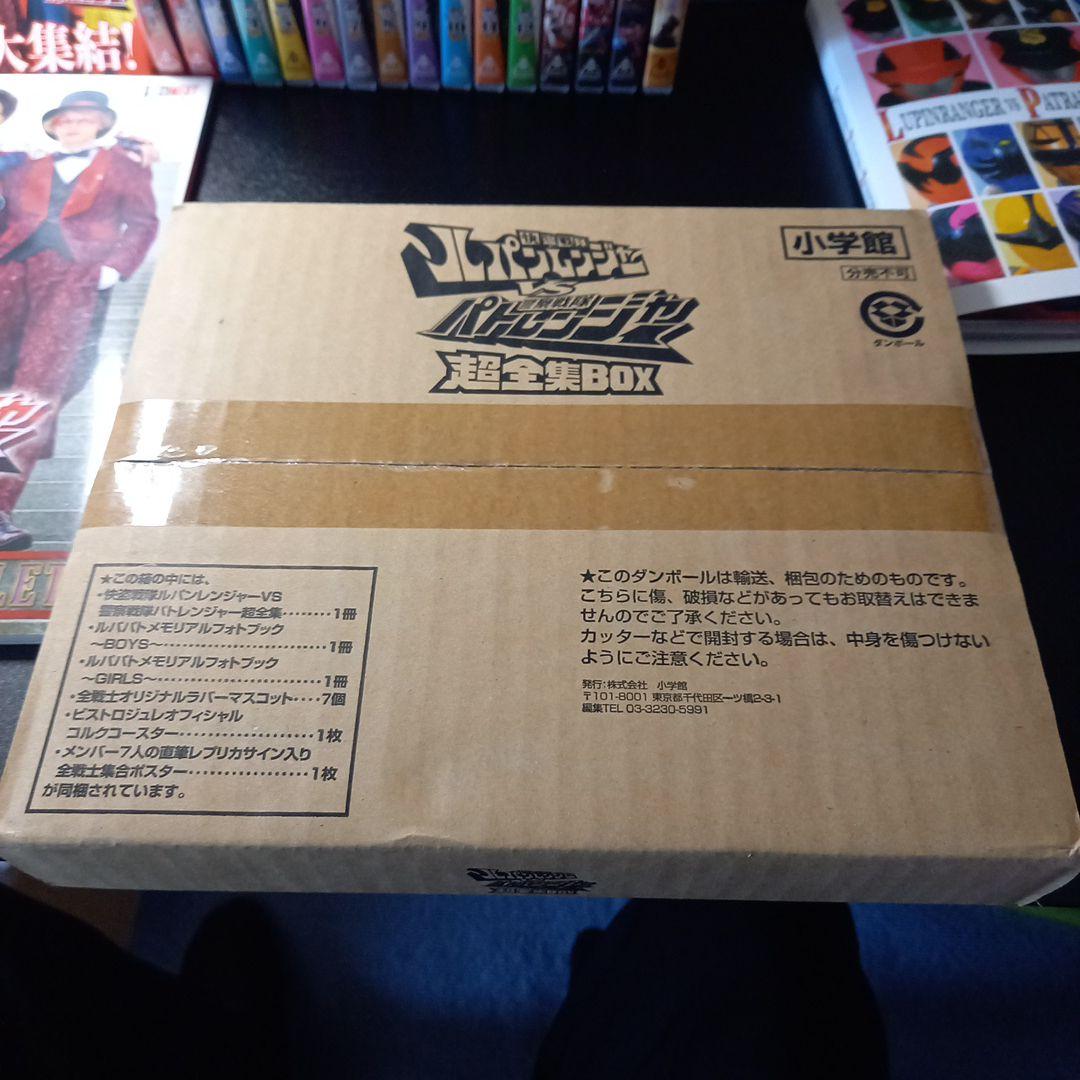 大集結!
LUPINRANGER VS PATRA
快盗戦隊
ルパンレンジャー
VS
警察戦隊
パトレンジャー
超全集BOX
小学館
分売不可
ダンボール
★この箱の中には、
・快盗戦隊ルパンレンジャーVS
警察戦隊パトレンジャー超全集………1冊
・ルパパトメモリアルフォトブック
～BOYS～……………………………1冊
・ルパパトメモリアルフォトブック
～GIRLS～……………………………1冊
・全戦士オリジナルラバーマスコット‥‥7個
・ビストロジュレオフィシャル
コルクコースター……………………1枚
・メンバー7人の直筆レプリカサイン入り
全戦士集合ポスター…………………1枚
が同梱されています。
★このダンボールは輸送、梱包のためのものです。
こちらに傷、破損などがあってもお取替えはできま
せんのでご了承ください。
カッターなどで開封する場合は、中身を傷つけない
ようにご注意ください。
発行：株式会社 小学館
〒101-8001 東京都千代田区一ツ橋2-3-1
編集TEL 03-3230-5991